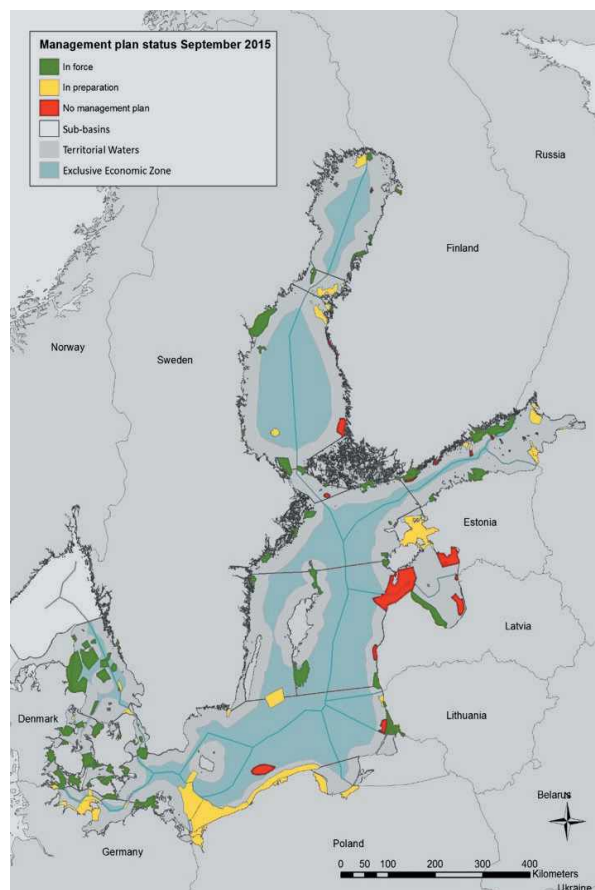 Management plan status September 2015
In force
In preparation
No management plan
Sub-basins
Territorial Waters
Exclusive Economic Zone
Russia
Finland
Norway
Sweden
Estonia
Latvia
Denmark
Lithuania
Belarus
N
Germany
Poland
0 100 200 300 400
Kilometers
Ukraine